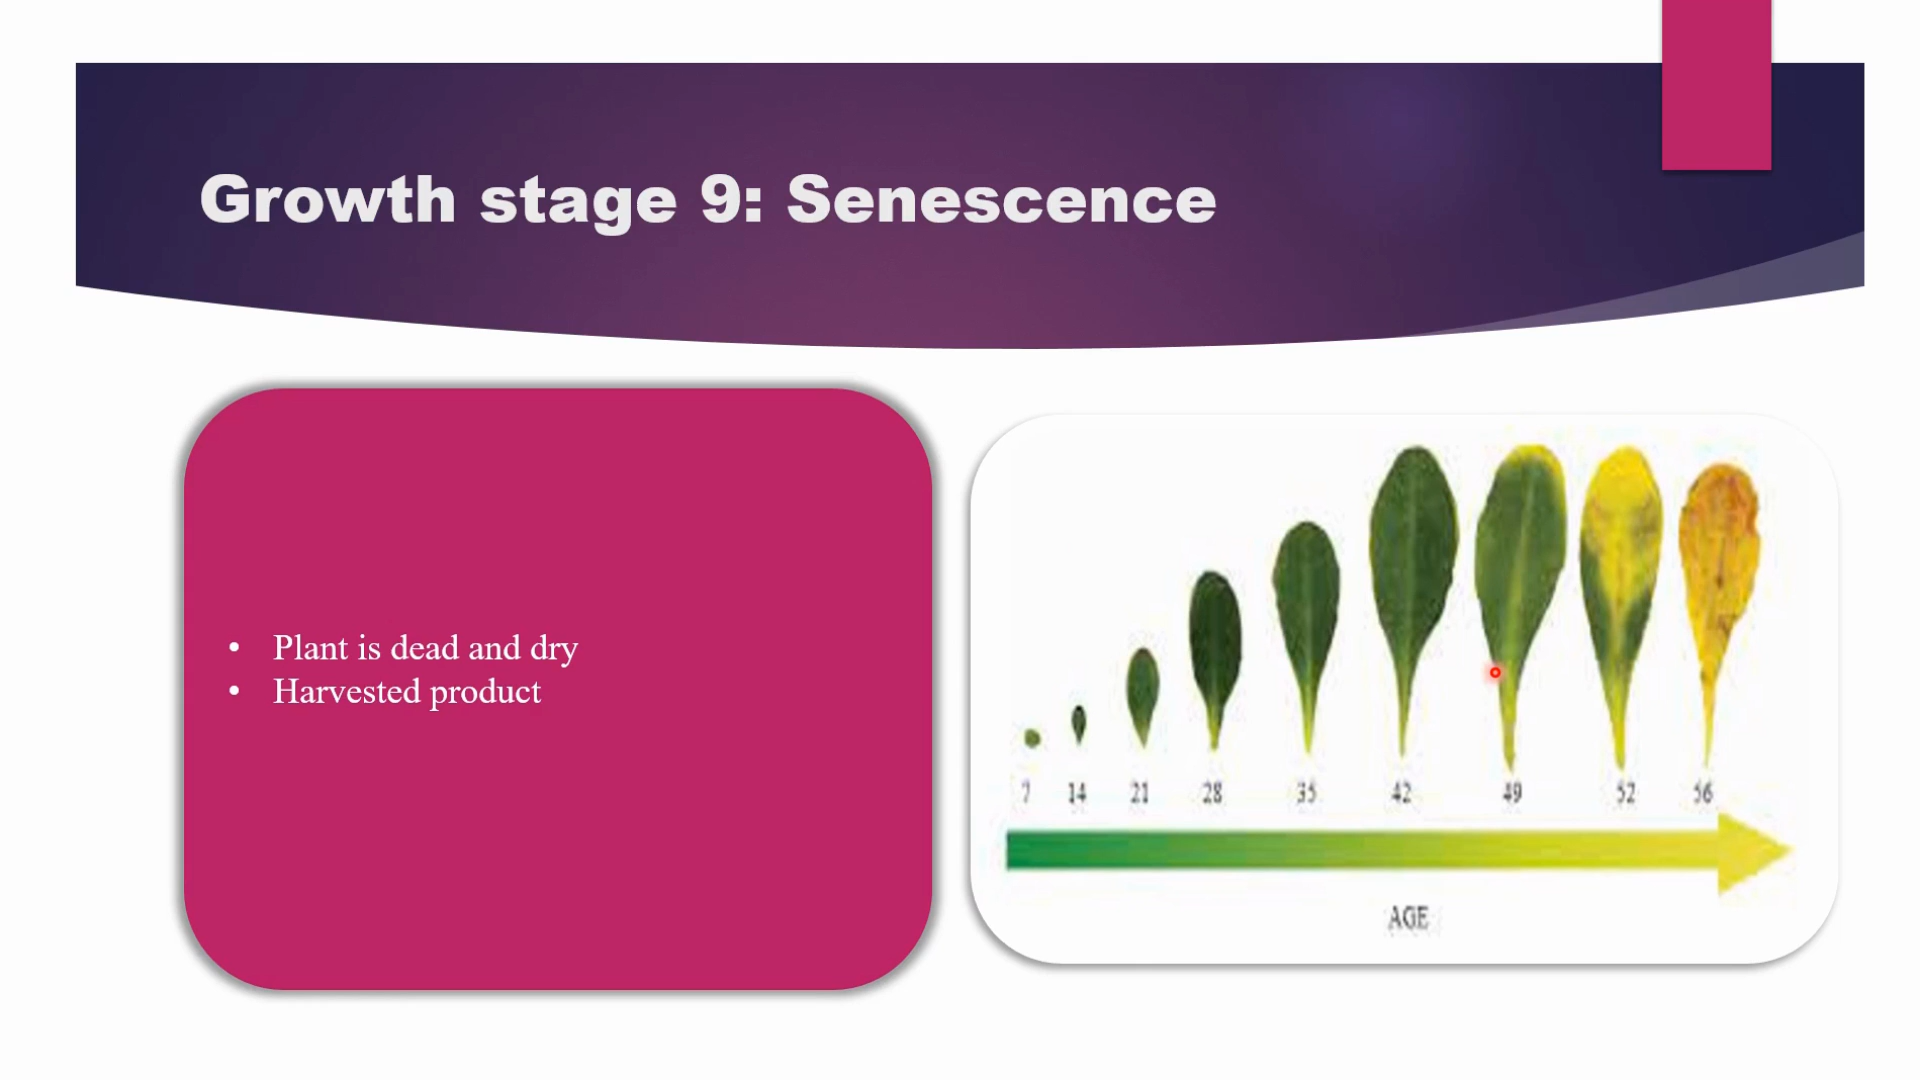 Growth stage 9: Senescence
• Plant is dead and dry
• Harvested product
7 14 21 28 35 42 49 52 56
AGE